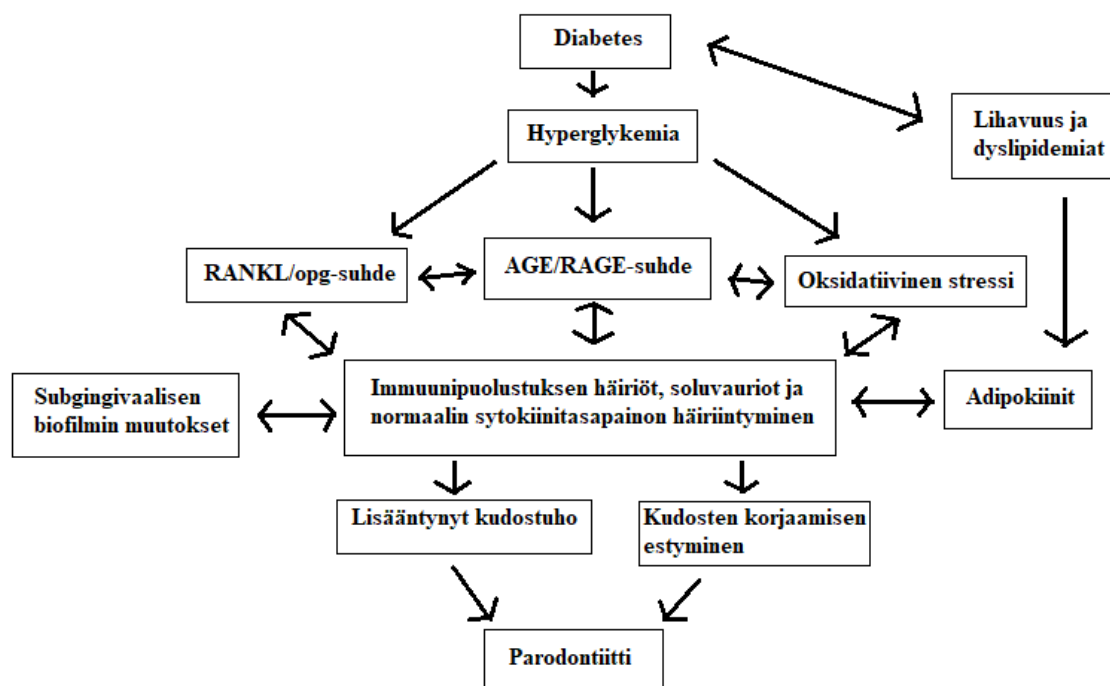 Diabetes
Lihavuus ja
dyslipidemiat
Hyperglykemia
RANKL/opg-suhde
AGE/RAGE-suhde
Oksidatiivinen stressi
Subgingivaalisen
biofilmin muutokset
Immuunipuolustuksen häiriöt, soluvauriot ja
normaalin sytokiinitasapainon häiriintyminen
Adipokiinit
Lisääntynyt kudostuho
Kudosten korjaamisen
estyminen
Parodontiitti